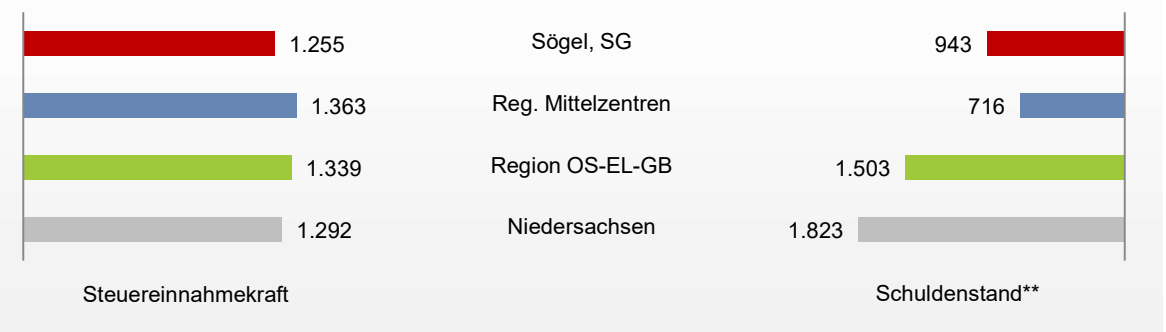 1.255 Sögel, SG 943
1.363 Reg. Mittelzentren 716
1.339 Region OS-EL-GB 1.503
1.292 Niedersachsen 1.823
Steuereinnahmekraft Schuldenstand**